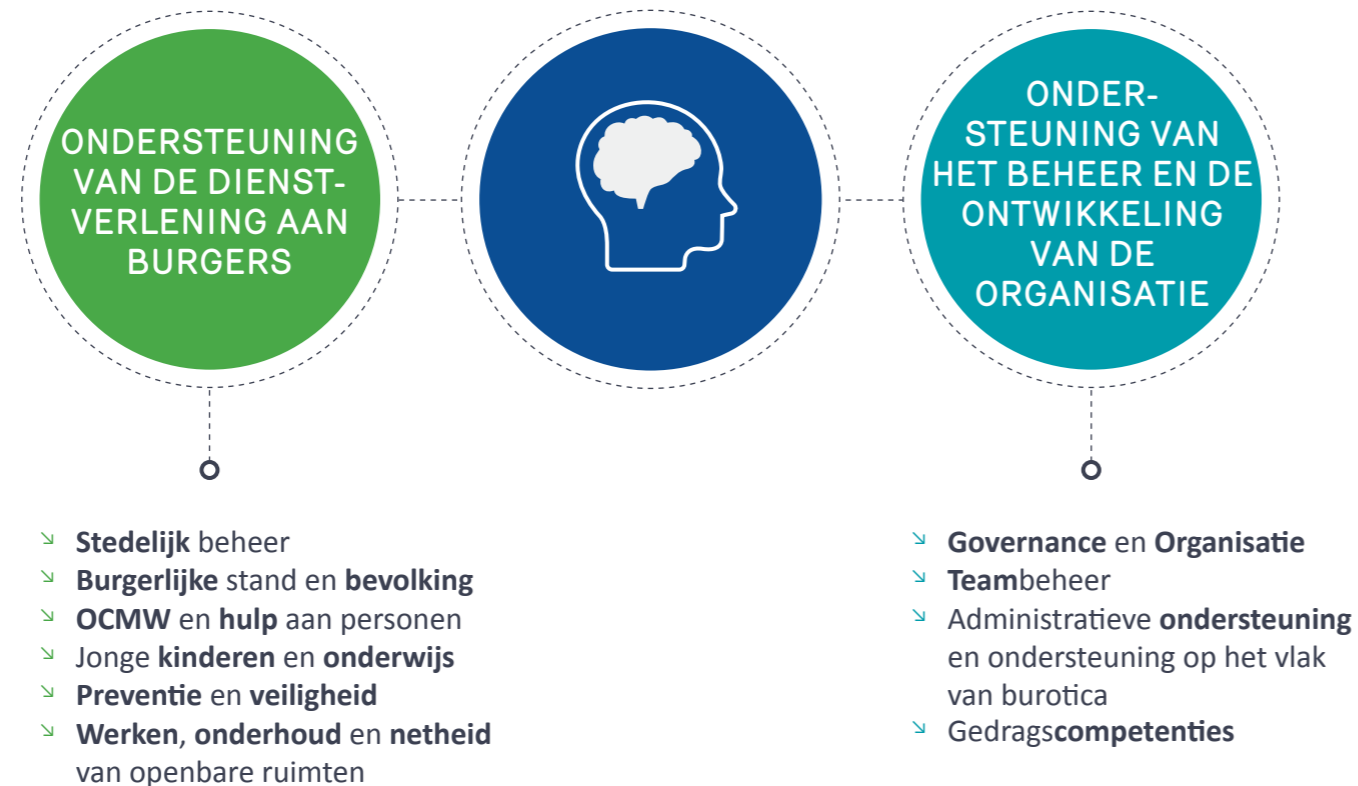 ONDERSTEUNING
VAN DE DIENST-
VERLENING AAN
BURGERS
ONDER-
STEUNING VAN
HET BEHEER EN DE
ONTWIKKELING
VAN DE
ORGANISATIE
Stedelijk beheer
Burgerlijke stand en bevolking
OCMW en hulp aan personen
Jonge kinderen en onderwijs
Preventie en veiligheid
Werken, onderhoud en netheid
van openbare ruimten
Governance en Organisatie
Teambeheer
Administratieve ondersteuning
en ondersteuning op het vlak
van burotica
Gedragscompetenties